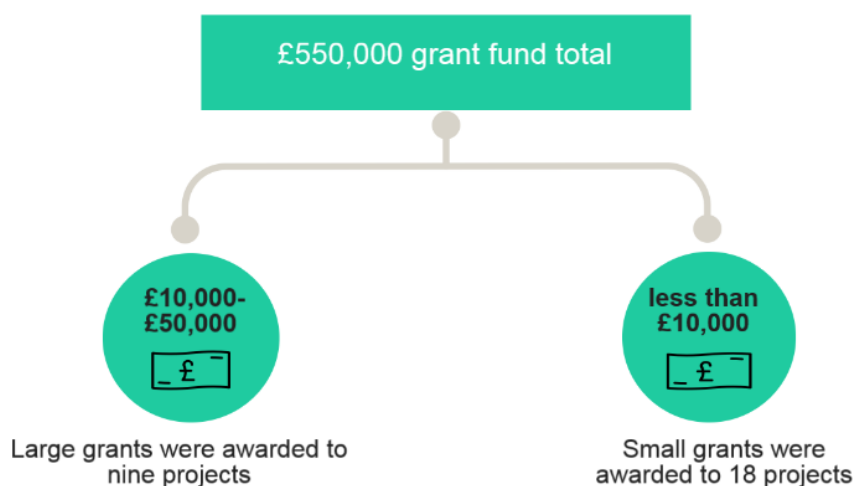 £550,000 grant fund total
£10,000-
£50,000
£
Large grants were awarded to
nine projects
less than
£10,000
£
Small grants were
awarded to 18 projects